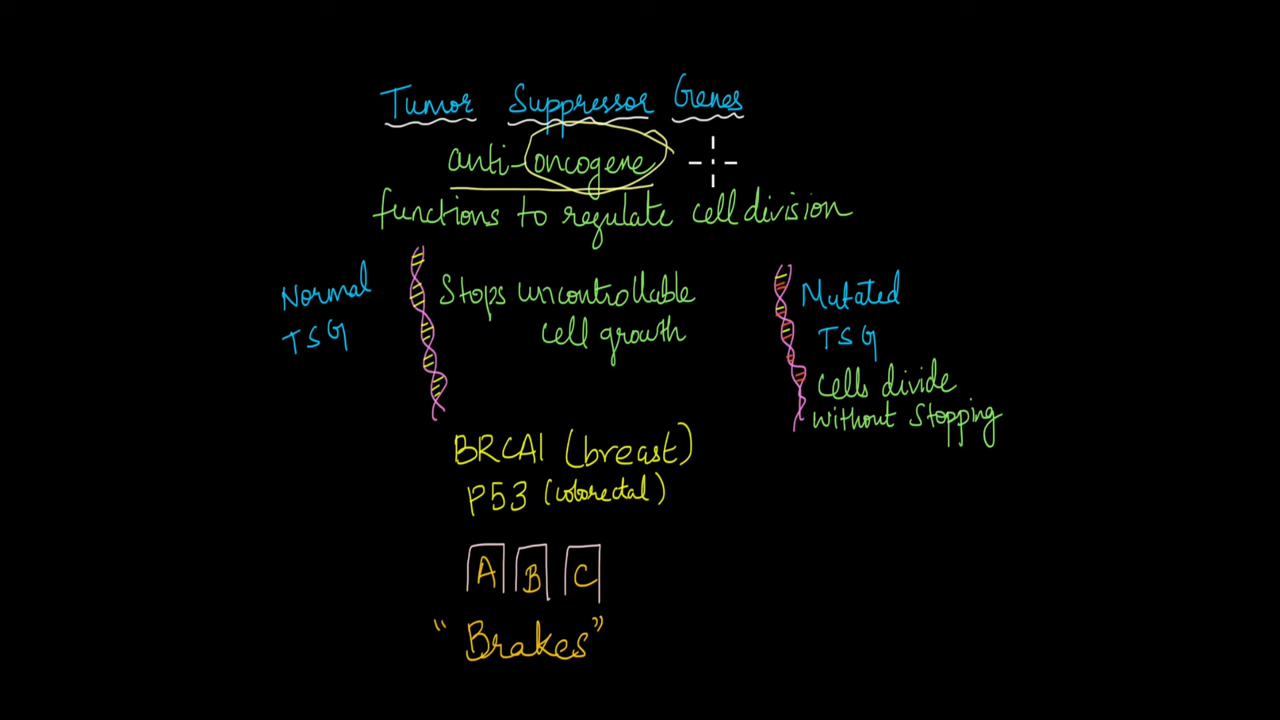 Tumor Suppressor Genes
anti-oncogene
functions to regulate cell division
Normal
TSG
Stops uncontrollable
cell growth
Mutated
TSG
Cells divide
without stopping
BRCA1 (breast)
P53 (colorectal)
A B C
"Brakes"